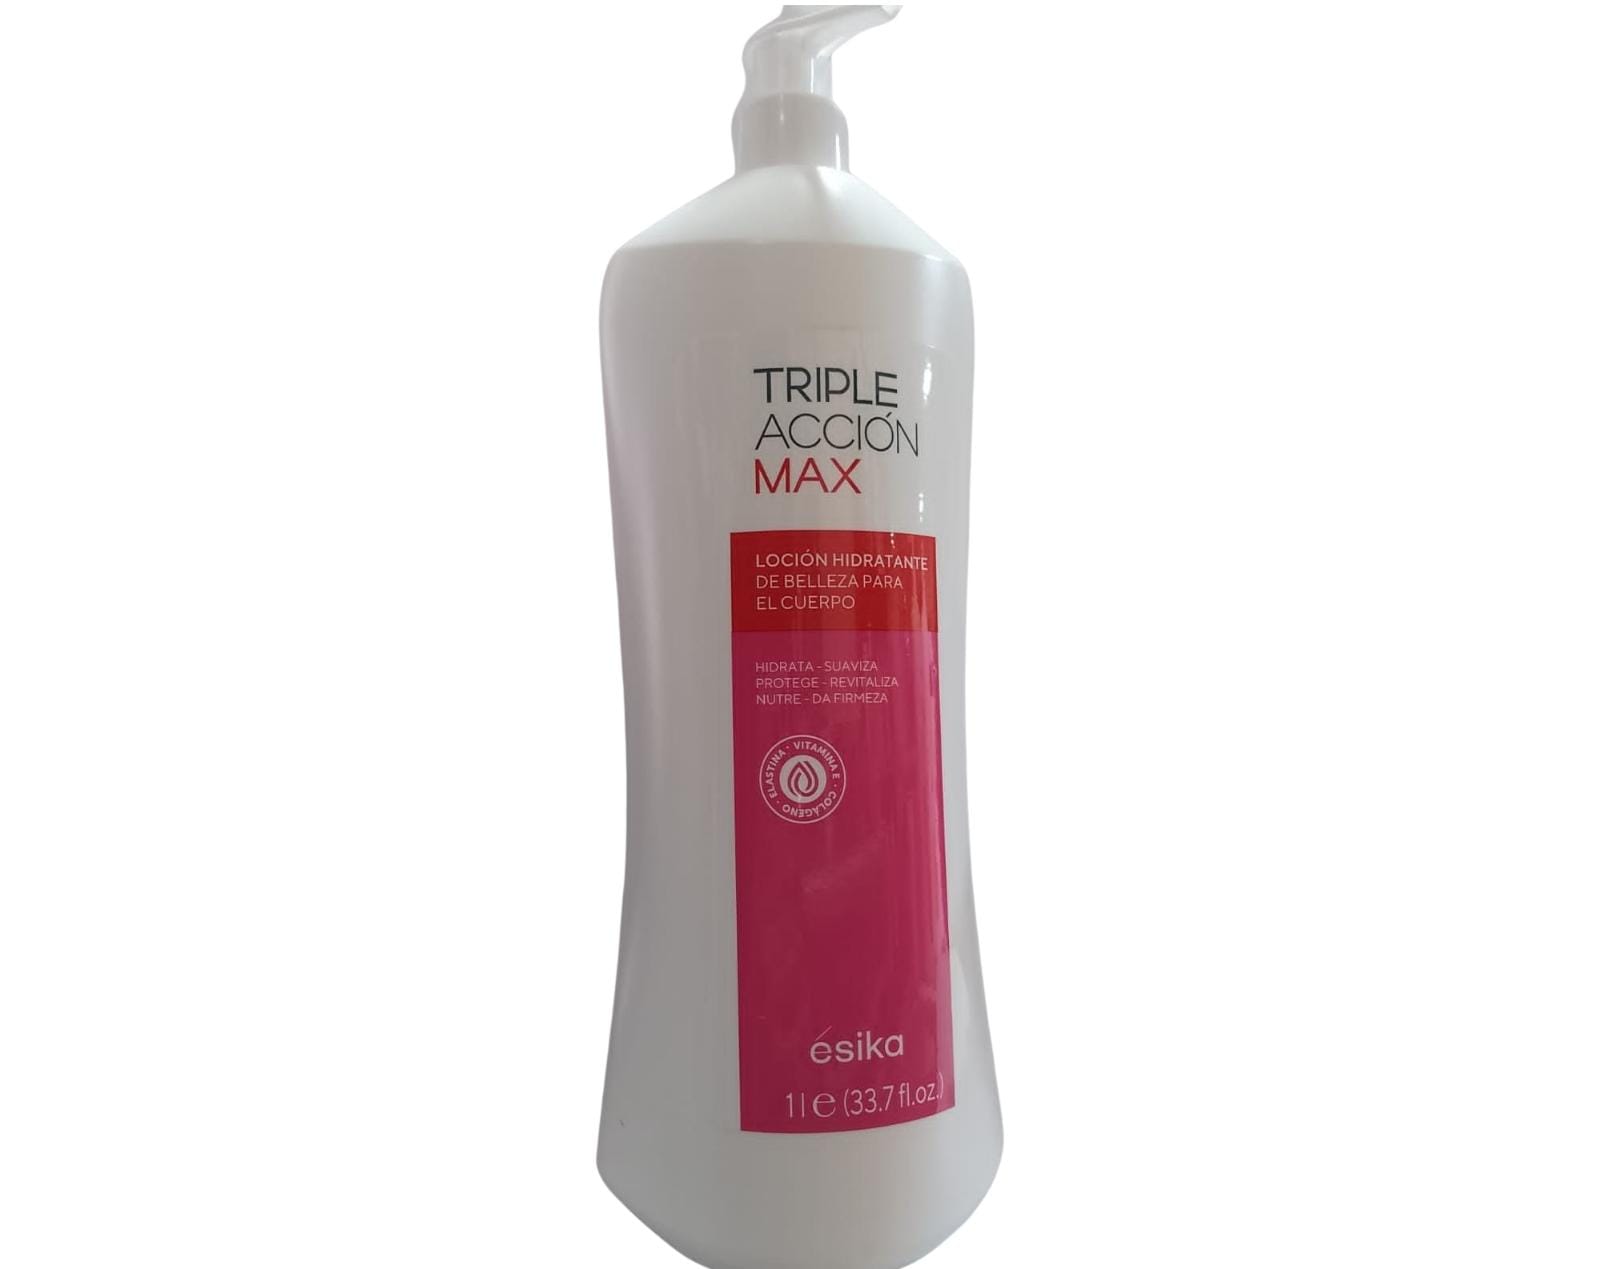 TRIPLE
ACCIÓN
MAX
LOCIÓN HIDRATANTE
DE BELLEZA PARA
EL CUERPO
HIDRATA - SUAVIZA
PROTEGE - REVITALIZA
NUTRE - DA FIRMEZA
ELASTINA · VITAMINA E · COLÁGENO ·
ésika
1l e (33.7 fl.oz.)